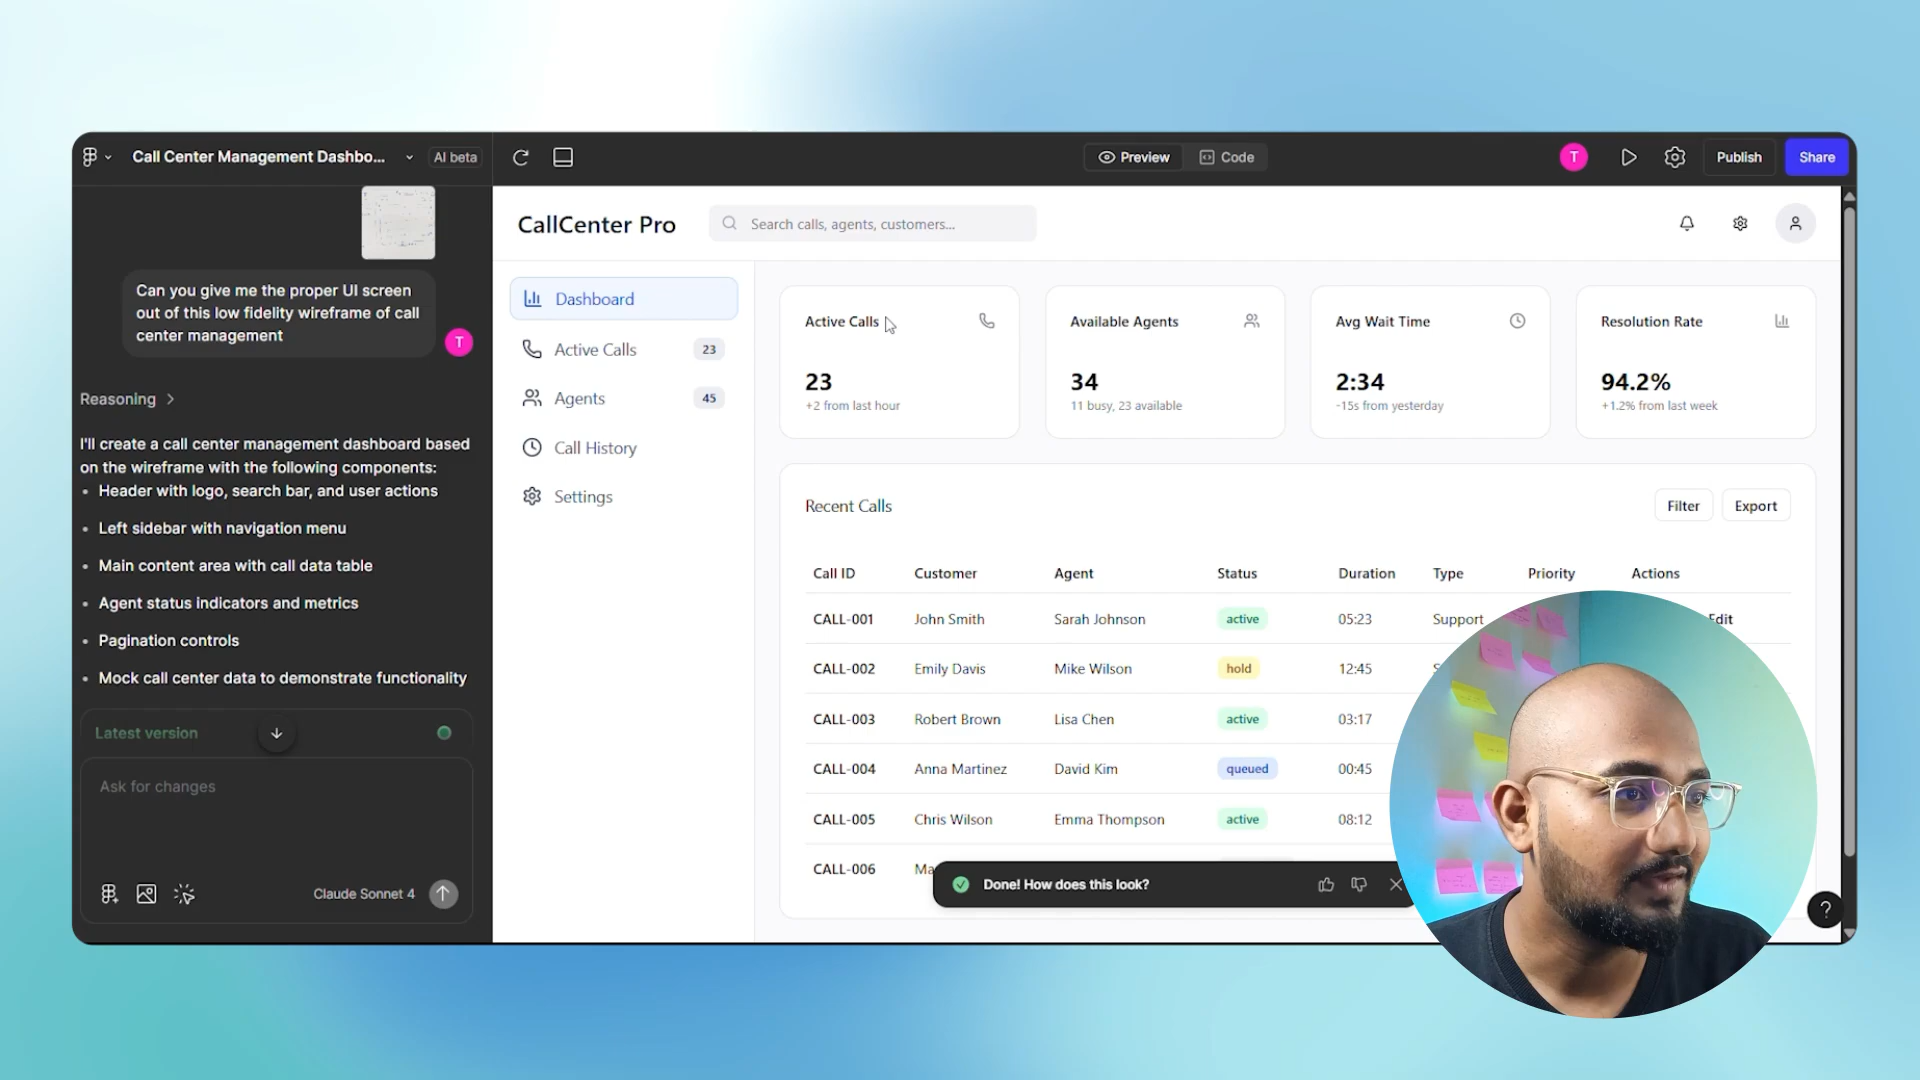 Call Center Management Dashbo...
AI beta
Preview
Code
T
Publish
Share
Can you give me the proper UI screen
out of this low fidelity wireframe of call
center management
T
Reasoning
I'll create a call center management dashboard based
on the wireframe with the following components:
• Header with logo, search bar, and user actions
• Left sidebar with navigation menu
• Main content area with call data table
• Agent status indicators and metrics
• Pagination controls
• Mock call center data to demonstrate functionality
Latest version
Ask for changes
Claude Sonnet 4
CallCenter Pro
Search calls, agents, customers...
Dashboard
Active Calls 23
Agents 45
Call History
Settings
Active Calls
23
+2 from last hour
Available Agents
34
11 busy, 23 available
Avg Wait Time
2:34
-15s from yesterday
Resolution Rate
94.2%
+1.2% from last week
Recent Calls
Filter
Export
Call ID Customer Agent Status Duration Type Priority Actions
CALL-001 John Smith Sarah Johnson active 05:23 Support Edit
CALL-002 Emily Davis Mike Wilson hold 12:45
CALL-003 Robert Brown Lisa Chen active 03:17
CALL-004 Anna Martinez David Kim queued 00:45
CALL-005 Chris Wilson Emma Thompson active 08:12
CALL-006 Ma
Done! How does this look?
?